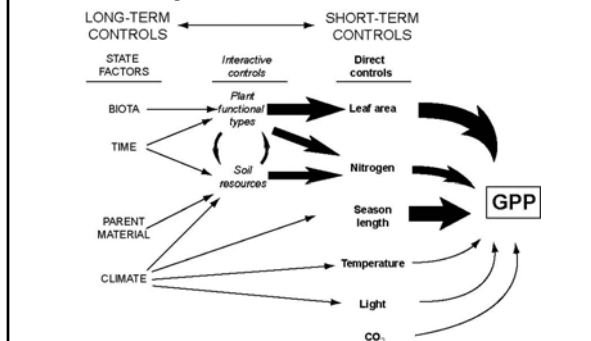 LONG-TERM
CONTROLS
SHORT-TERM
CONTROLS
STATE
FACTORS
Interactive
controls
Direct
controls
BIOTA
Plant
functional
types
Leaf area
TIME
Soil
resources
Nitrogen
PARENT
MATERIAL
Season
length
GPP
CLIMATE
Temperature
Light
CO2